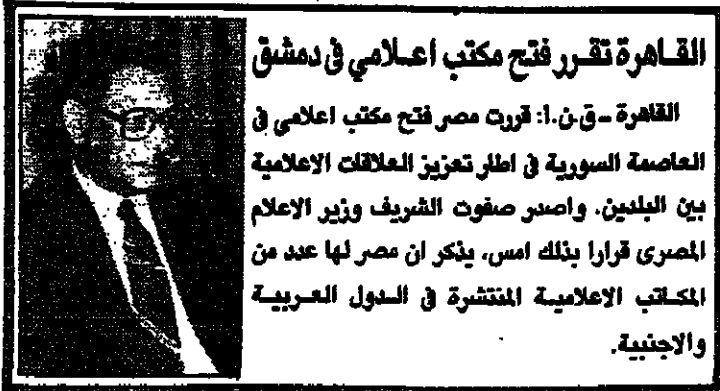 القاهرة تقرر فتح مكتب اعلامي في دمشق
القاهرة - ق.ن.ا: قررت مصر فتح مكتب اعلامي في
العاصمة السورية في اطار تعزيز العلاقات الاعلامية
بين البلدين. واصدر صفوت الشريف وزير الاعلام
المصرى قرارا بذلك امس، يذكر ان مصر لها عدد من
المكاتب الاعلامية المنتشرة في الدول العربية
والاجنبية.